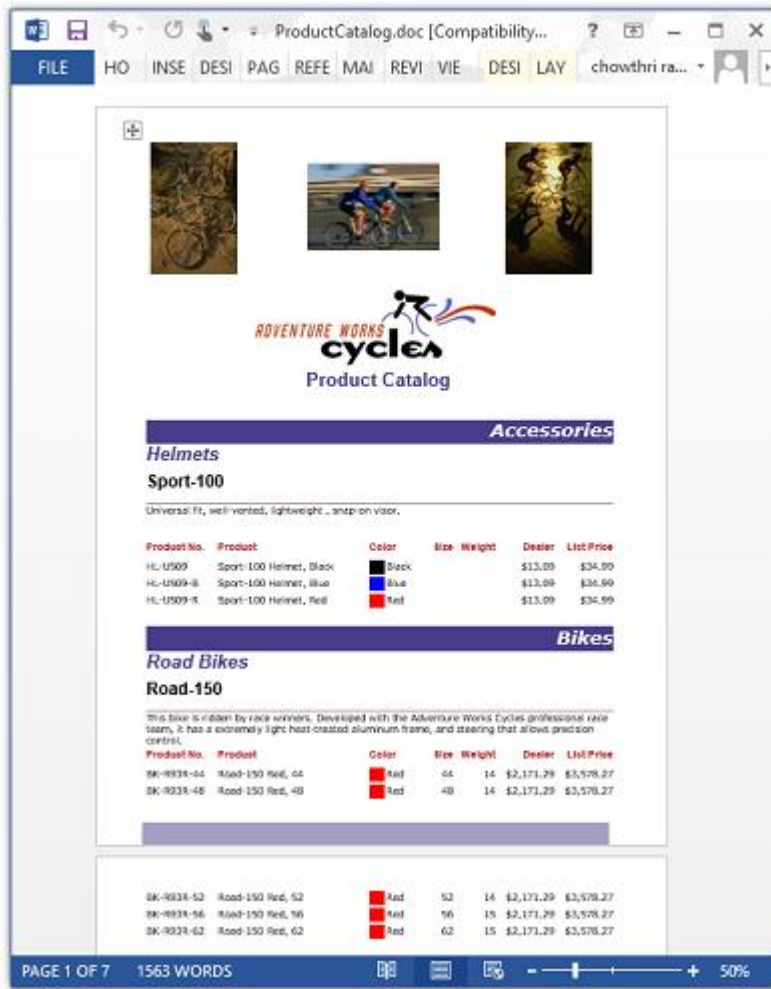 ProductCatalog.doc [Compatibility...
FILE HO INSE DESI PAG REFE MAI REVI VIE DESI LAY chowthri ra...
ADVENTURE WORKS
cycles
Product Catalog
Accessories
Helmets
Sport-100
Universal fit, well-vented, lightweight , snap-on visor.
Product No. Product Color Size Weight Dealer List Price
HL-U509 Sport-100 Helmet, Black Black $13.09 $34.99
HL-U509-B Sport-100 Helmet, Blue Blue $13.09 $34.99
HL-U509-R Sport-100 Helmet, Red Red $13.09 $34.99
Bikes
Road Bikes
Road-150
This bike is ridden by race winners. Developed with the Adventure Works Cycles professional race
team, it has a extremely light heat-treated aluminum frame, and steering that allows precision
control.
Product No. Product Color Size Weight Dealer List Price
BK-R93R-44 Road-150 Red, 44 Red 44 14 $2,171.29 $3,578.27
BK-R93R-48 Road-150 Red, 48 Red 48 14 $2,171.29 $3,578.27
BK-R93R-52 Road-150 Red, 52 Red 52 14 $2,171.29 $3,578.27
BK-R93R-56 Road-150 Red, 56 Red 56 15 $2,171.29 $3,578.27
BK-R93R-62 Road-150 Red, 62 Red 62 15 $2,171.29 $3,578.27
PAGE 1 OF 7 1563 WORDS 50%